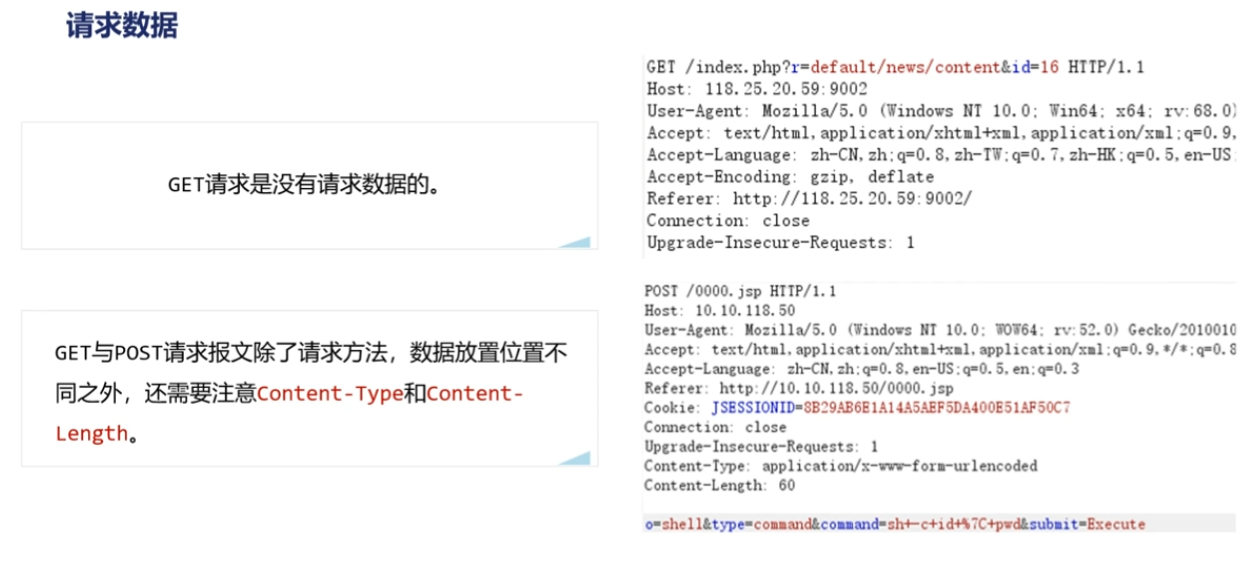 请求数据
GET请求是没有请求数据的。
GET与POST请求报文除了请求方法，数据放置位置不
同之外，还需要注意Content-Type和Content-
Length。
GET /index.php?r=default/news/content&id=16 HTTP/1.1
Host: 118.25.20.59:9002
User-Agent: Mozilla/5.0 (Windows NT 10.0; Win64; x64; rv:68.0)
Accept: text/html,application/xhtml+xml,application/xml;q=0.9,
Accept-Language: zh-CN,zh;q=0.8,zh-TW;q=0.7,zh-HK;q=0.5,en-US;
Accept-Encoding: gzip, deflate
Referer: http://118.25.20.59:9002/
Connection: close
Upgrade-Insecure-Requests: 1
POST /0000.jsp HTTP/1.1
Host: 10.10.118.50
User-Agent: Mozilla/5.0 (Windows NT 10.0; WOW64; rv:52.0) Gecko/2010010
Accept: text/html,application/xhtml+xml,application/xml;q=0.9,*/*;q=0.8
Accept-Language: zh-CN,zh;q=0.8,en-US;q=0.5,en;q=0.3
Referer: http://10.10.118.50/0000.jsp
Cookie: JSESSIONID=8B29AB6E1A14A5AEF5DA400E51AF50C7
Connection: close
Upgrade-Insecure-Requests: 1
Content-Type: application/x-www-form-urlencoded
Content-Length: 60
o=shell&type=command&command=sh+-c+id+%7C+pwd&submit=Execute